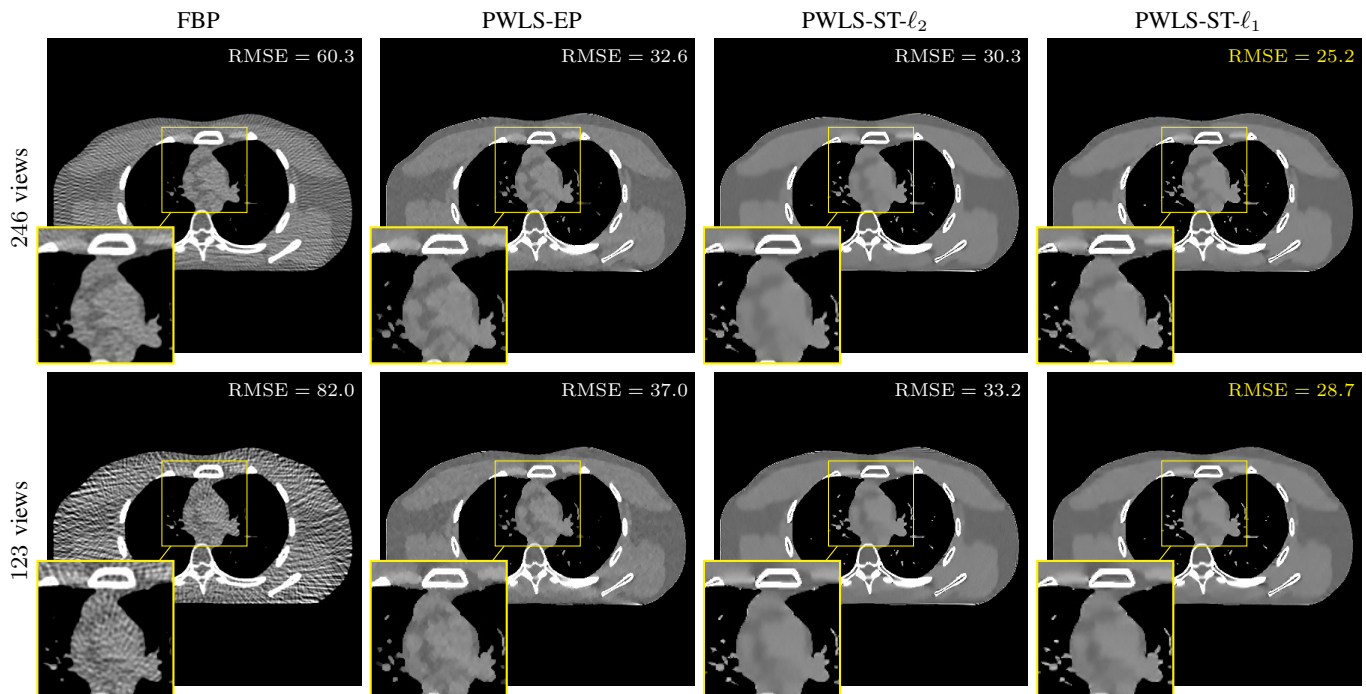 FBP
PWLS-EP
PWLS-ST-ℓ₂
PWLS-ST-ℓ₁
246 views
RMSE = 60.3
RMSE = 32.6
RMSE = 30.3
RMSE = 25.2
123 views
RMSE = 82.0
RMSE = 37.0
RMSE = 33.2
RMSE = 28.7